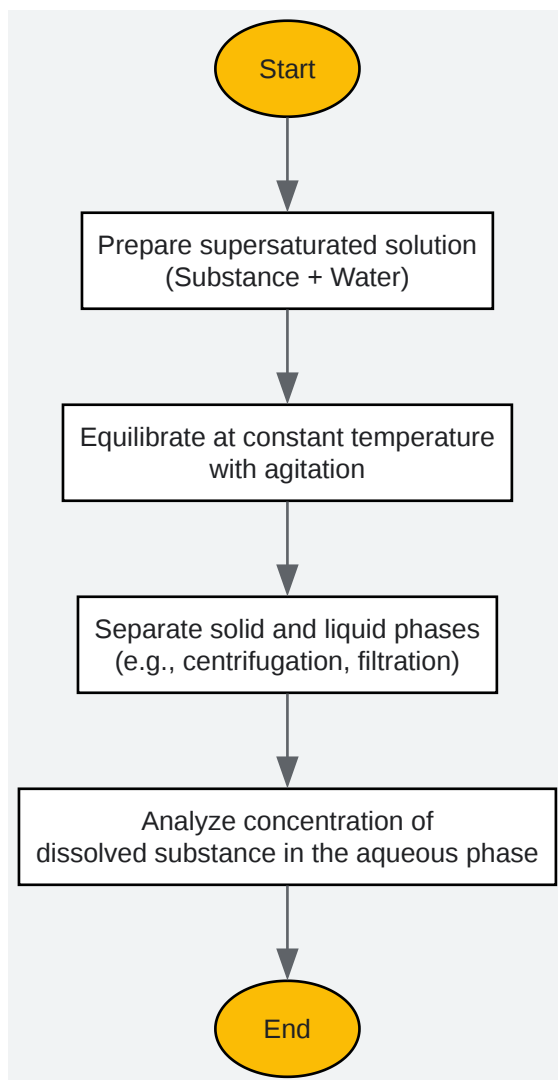 Start
Prepare supersaturated solution
(Substance + Water)
Equilibrate at constant temperature
with agitation
Separate solid and liquid phases
(e.g., centrifugation, filtration)
Analyze concentration of
dissolved substance in the aqueous phase
End